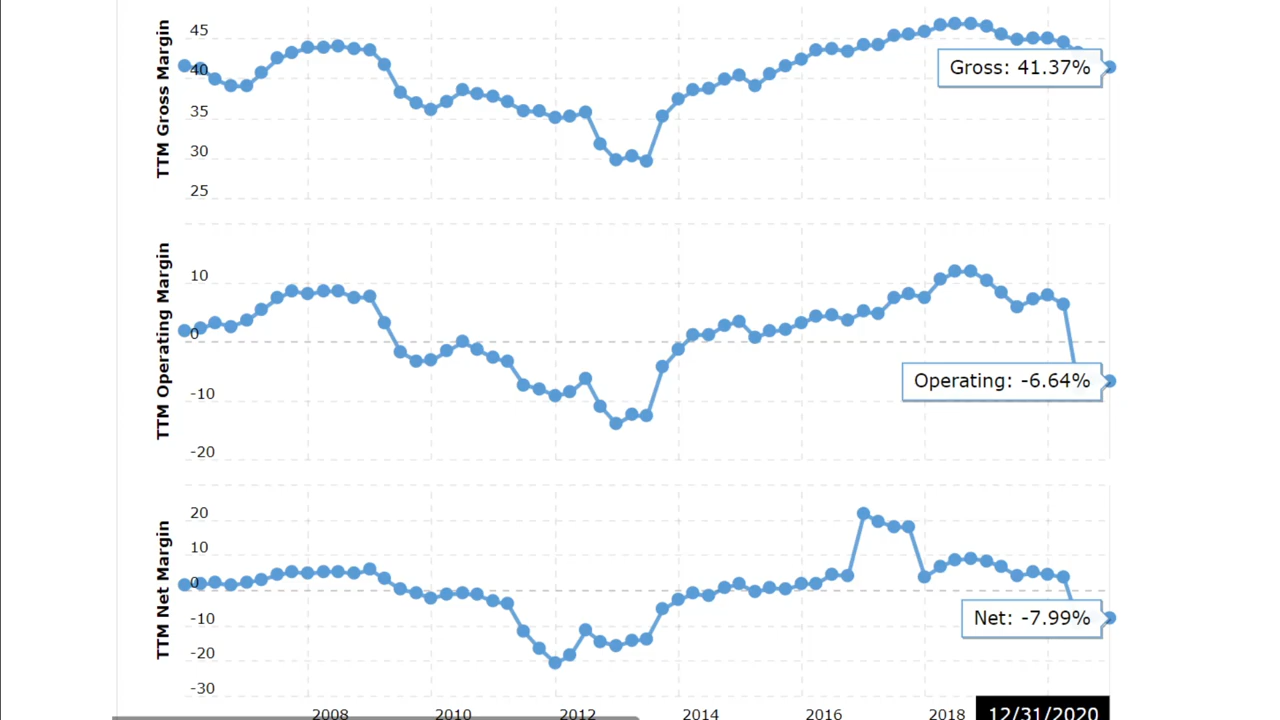 TTM Gross Margin
45
40
35
30
25
Gross: 41.37%
TTM Operating Margin
10
0
-10
-20
Operating: -6.64%
TTM Net Margin
20
10
0
-10
-20
-30
Net: -7.99%
2008 2010 2012 2014 2016 2018 12/31/2020